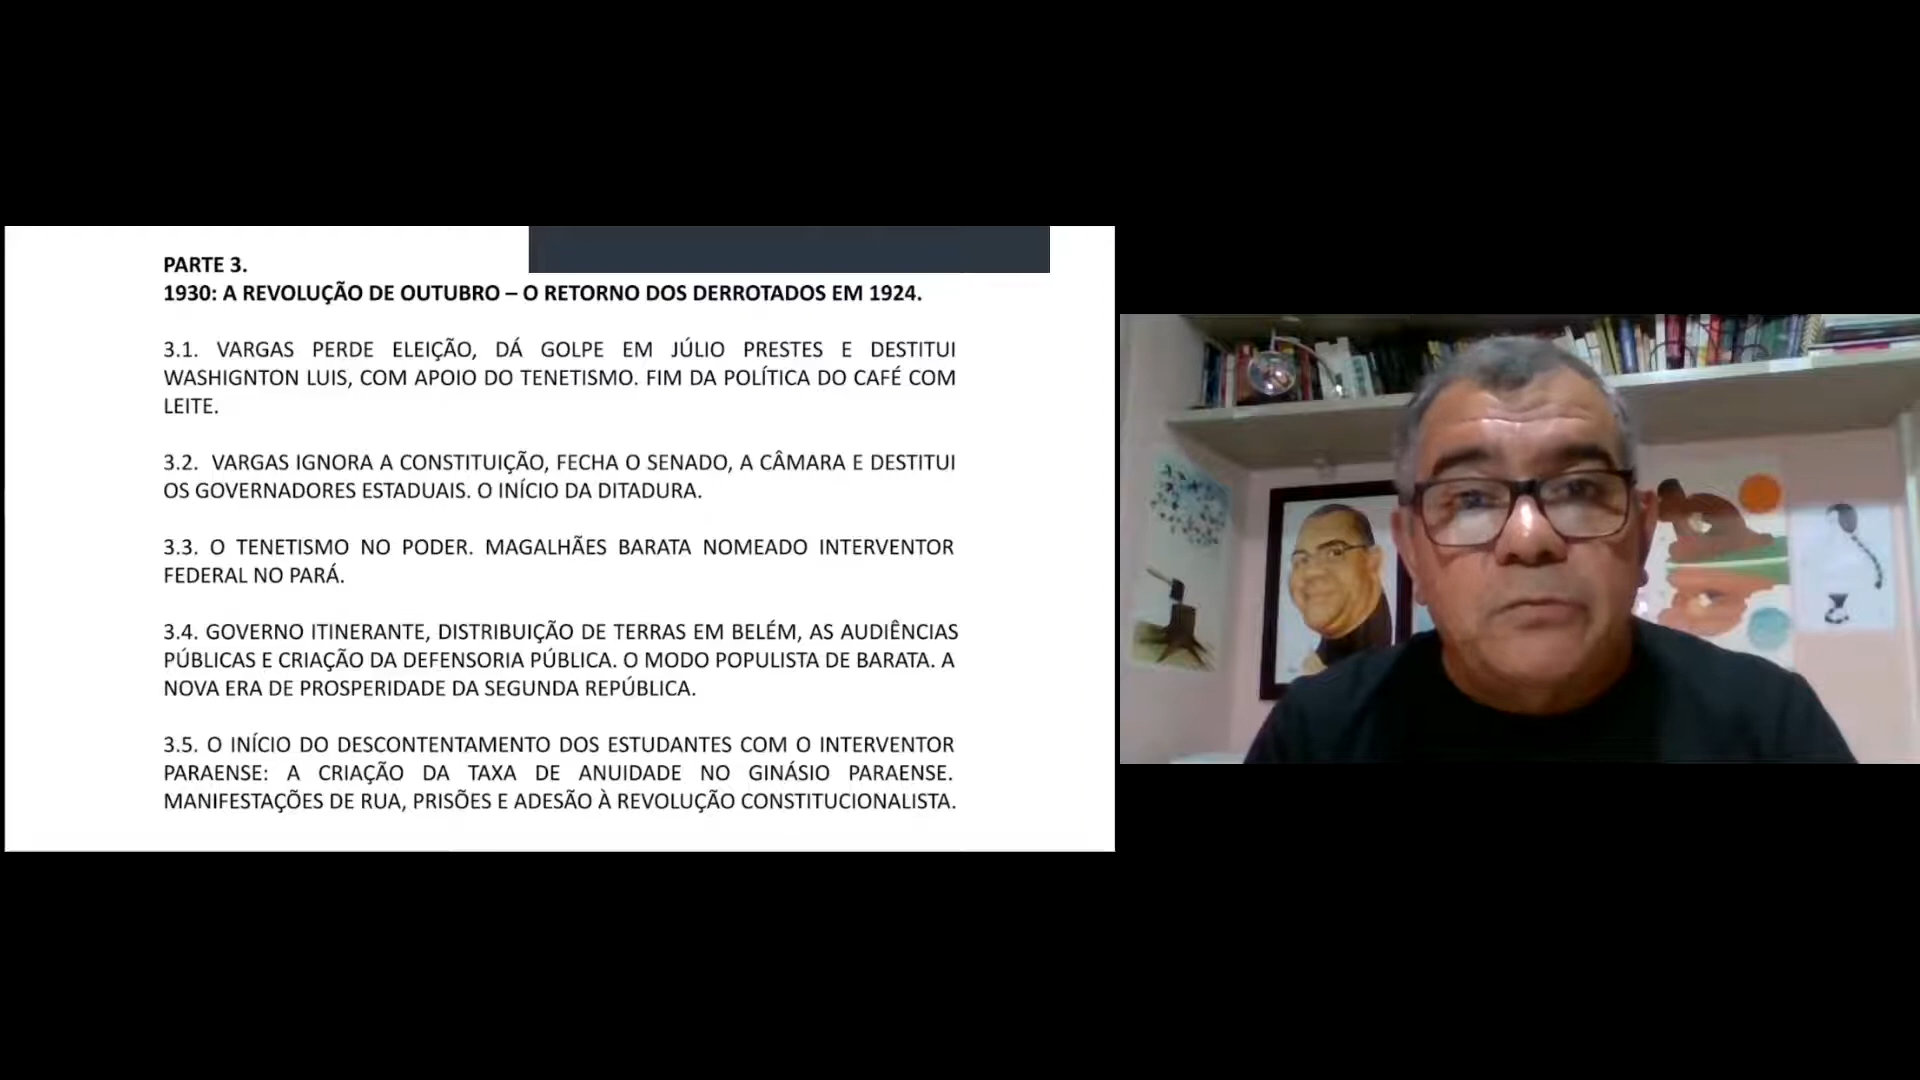 PARTE 3.
1930: A REVOLUÇÃO DE OUTUBRO – O RETORNO DOS DERROTADOS EM 1924.
3.1. VARGAS PERDE ELEIÇÃO, DÁ GOLPE EM JÚLIO PRESTES E DESTITUI
WASHIGNTON LUIS, COM APOIO DO TENETISMO. FIM DA POLÍTICA DO CAFÉ COM
LEITE.
3.2. VARGAS IGNORA A CONSTITUIÇÃO, FECHA O SENADO, A CÂMARA E DESTITUI
OS GOVERNADORES ESTADUAIS. O INÍCIO DA DITADURA.
3.3. O TENETISMO NO PODER. MAGALHÃES BARATA NOMEADO INTERVENTOR
FEDERAL NO PARÁ.
3.4. GOVERNO ITINERANTE, DISTRIBUIÇÃO DE TERRAS EM BELÉM, AS AUDIÊNCIAS
PÚBLICAS E CRIAÇÃO DA DEFENSORIA PÚBLICA. O MODO POPULISTA DE BARATA. A
NOVA ERA DE PROSPERIDADE DA SEGUNDA REPÚBLICA.
3.5. O INÍCIO DO DESCONTENTAMENTO DOS ESTUDANTES COM O INTERVENTOR
PARAENSE: A CRIAÇÃO DA TAXA DE ANUIDADE NO GINÁSIO PARAENSE.
MANIFESTAÇÕES DE RUA, PRISÕES E ADESÃO À REVOLUÇÃO CONSTITUCIONALISTA.